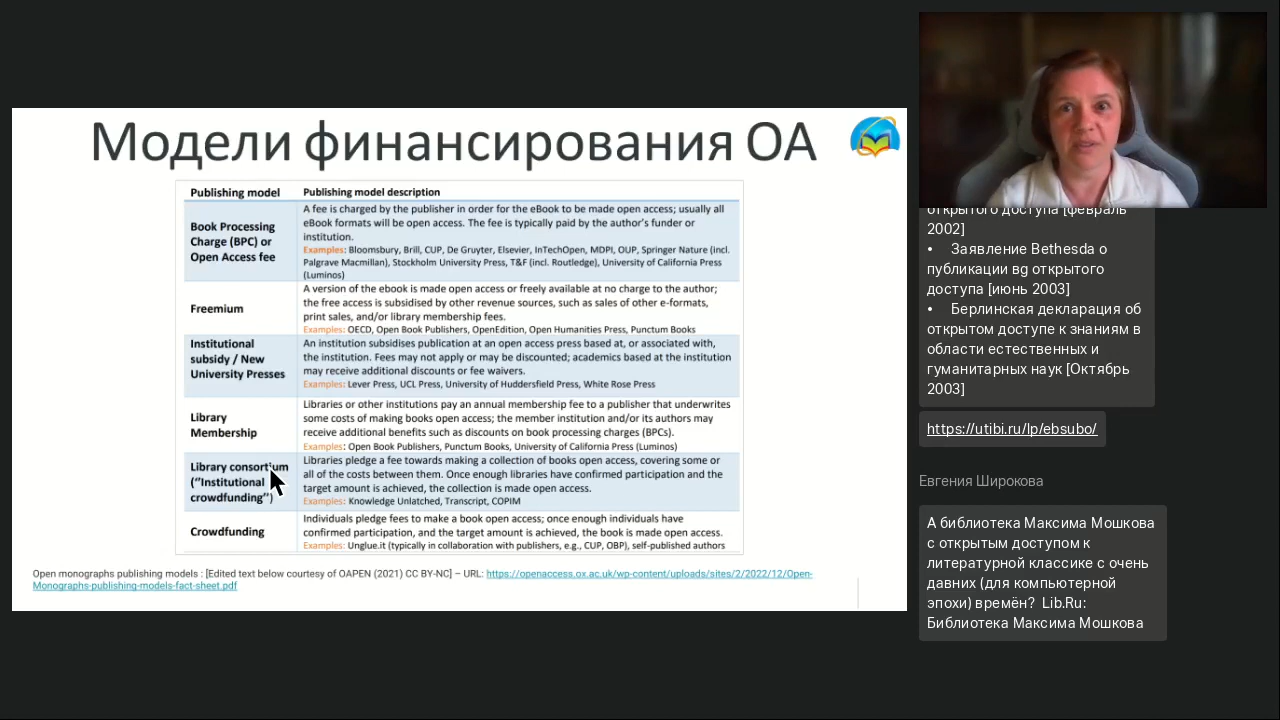 Модели финансирования ОА
Publishing model Publishing model description
Book Processing
Charge (BPC) or
Open Access fee
A fee is charged by the publisher in order for the eBook to be made open access; usually all
eBook formats will be open access. The fee is typically paid by the author's funder or
institution.
Examples: Bloomsbury, Brill, CUP, De Gruyter, Elsevier, InTechOpen, MDPI, OUP, Springer Nature (incl.
Palgrave Macmillan), Stockholm University Press, T&F (incl. Routledge), University of California Press
(Luminos)
Freemium
A version of the ebook is made open access or freely available at no charge to the author;
the free access is subsidised by other revenue sources, such as sales of other e-formats,
print sales, and/or library membership fees.
Examples: OECD, Open Book Publishers, OpenEdition, Open Humanities Press, Punctum Books
Institutional
subsidy / New
University Presses
An institution subsidises publication at an open access press based at, or associated with,
the institution. Fees may not apply or may be discounted; academics based at the institution
may receive additional discounts or fee waivers.
Examples: Lever Press, UCL Press, University of Huddersfield Press, White Rose Press
Library
Membership
Libraries or other institutions pay an annual membership fee to a publisher that underwrites
some costs of making books open access; the member institution and/or its authors may
receive additional benefits such as discounts on book processing charges (BPCs).
Examples: Open Book Publishers, Punctum Books, University of California Press (Luminos)
Library consortium
("Institutional
crowdfunding")
Libraries pledge a fee towards making a collection of books open access, covering some or
all of the costs between them. Once enough libraries have confirmed participation and the
target amount is achieved, the collection is made open access.
Examples: Knowledge Unlatched, Transcript, COPIM
Crowdfunding
Individuals pledge fees to make a book open access; once enough individuals have
confirmed participation, and the target amount is achieved, the book is made open access.
Examples: Unglue.it (typically in collaboration with publishers, e.g., CUP, OBP), self-published authors
Open monographs publishing models : [Edited text below courtesy of OAPEN (2021) CC BY-NC] – URL: https://openaccess.ox.ac.uk/wp-content/uploads/sites/2/2022/12/Open-
Monographs-publishing-models-fact-sheet.pdf
открытого доступа [февраль
2002]
• Заявление Bethesda о
публикации вg открытого
доступа [июнь 2003]
• Берлинская декларация об
открытом доступе к знаниям в
области естественных и
гуманитарных наук [Октябрь
2003]
https://utibi.ru/lp/ebsubo/
Евгения Широкова
А библиотека Максима Мошкова
с открытым доступом к
литературной классике с очень
давних (для компьютерной
эпохи) времён? Lib.Ru:
Библиотека Максима Мошкова